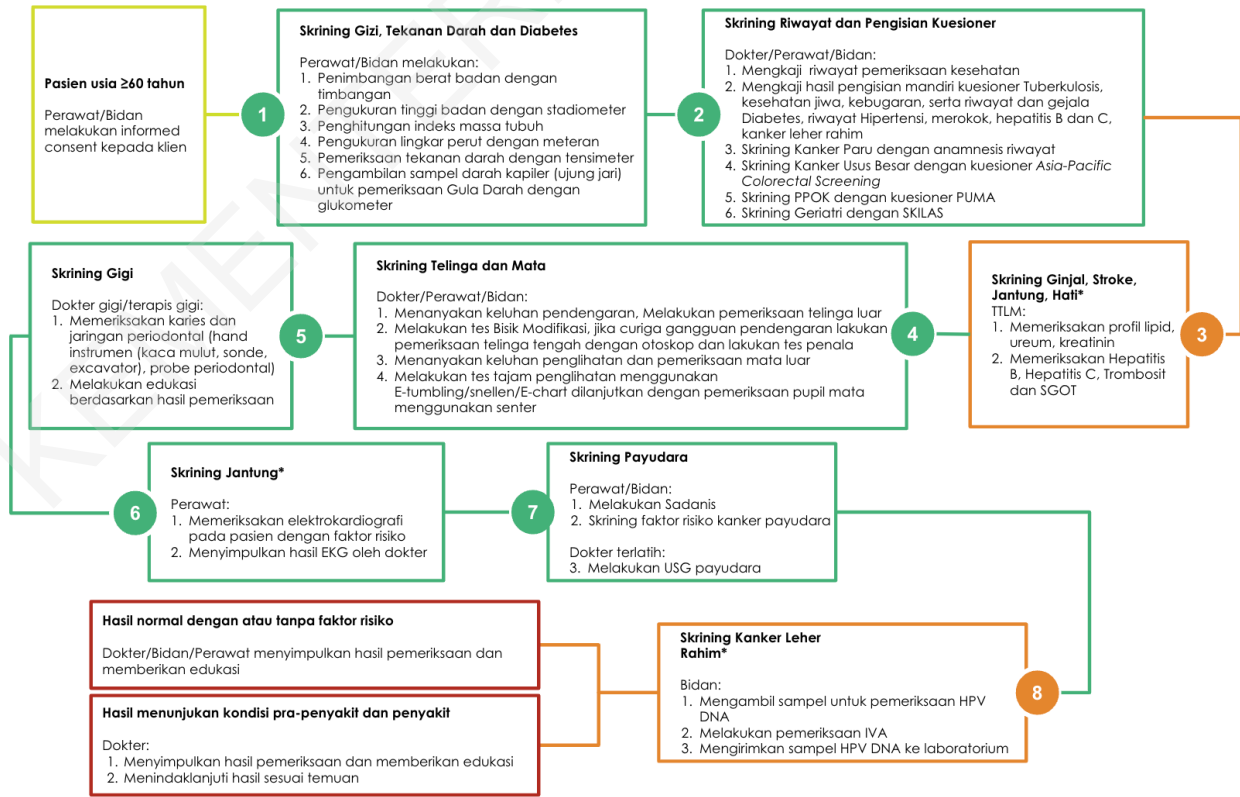 Pasien usia ≥60 tahun
Perawat/Bidan
melakukan informed
consent kepada klien
1
Skrining Gizi, Tekanan Darah dan Diabetes
Perawat/Bidan melakukan:
1. Penimbangan berat badan dengan
timbangan
2. Pengukuran tinggi badan dengan stadiometer
3. Penghitungan indeks massa tubuh
4. Pengukuran lingkar perut dengan meteran
5. Pemeriksaan tekanan darah dengan tensimeter
6. Pengambilan sampel darah kapiler (ujung jari)
untuk pemeriksaan Gula Darah dengan
glukometer
2
Skrining Riwayat dan Pengisian Kuesioner
Dokter/Perawat/Bidan:
1. Mengkaji riwayat pemeriksaan kesehatan
2. Mengkaji hasil pengisian mandiri kuesioner Tuberkulosis,
kesehatan jiwa, kebugaran, serta riwayat dan gejala
Diabetes, riwayat Hipertensi, merokok, hepatitis B dan C,
kanker leher rahim
3. Skrining Kanker Paru dengan anamnesis riwayat
4. Skrining Kanker Usus Besar dengan kuesioner Asia-Pacific
Colorectal Screening
5. Skrining PPOK dengan kuesioner PUMA
6. Skrining Geriatri dengan SKILAS
3
Skrining Ginjal, Stroke,
Jantung, Hati*
TTLM:
1. Memeriksakan profil lipid,
ureum, kreatinin
2. Memeriksakan Hepatitis
B, Hepatitis C, Trombosit
dan SGOT
4
Skrining Telinga dan Mata
Dokter/Perawat/Bidan:
1. Menanyakan keluhan pendengaran, Melakukan pemeriksaan telinga luar
2. Melakukan tes Bisik Modifikasi, jika curiga gangguan pendengaran lakukan
pemeriksaan telinga tengah dengan otoskop dan lakukan tes penala
3. Menanyakan keluhan penglihatan dan pemeriksaan mata luar
4. Melakukan tes tajam penglihatan menggunakan
E-tumbling/snellen/E-chart dilanjutkan dengan pemeriksaan pupil mata
menggunakan senter
5
Skrining Gigi
Dokter gigi/terapis gigi:
1. Memeriksakan karies dan
jaringan periodontal (hand
instrumen (kaca mulut, sonde,
excavator), probe periodontal)
2. Melakukan edukasi
berdasarkan hasil pemeriksaan
6
Skrining Jantung*
Perawat:
1. Memeriksakan elektrokardiografi
pada pasien dengan faktor risiko
2. Menyimpulkan hasil EKG oleh dokter
7
Skrining Payudara
Perawat/Bidan:
1. Melakukan Sadanis
2. Skrining faktor risiko kanker payudara
Dokter terlatih:
3. Melakukan USG payudara
8
Skrining Kanker Leher
Rahim*
Bidan:
1. Mengambil sampel untuk pemeriksaan HPV
DNA
2. Melakukan pemeriksaan IVA
3. Mengirimkan sampel HPV DNA ke laboratorium
Hasil normal dengan atau tanpa faktor risiko
Dokter/Bidan/Perawat menyimpulkan hasil pemeriksaan dan
memberikan edukasi
Hasil menunjukan kondisi pra-penyakit dan penyakit
Dokter:
1. Menyimpulkan hasil pemeriksaan dan memberikan edukasi
2. Menindaklanjuti hasil sesuai temuan